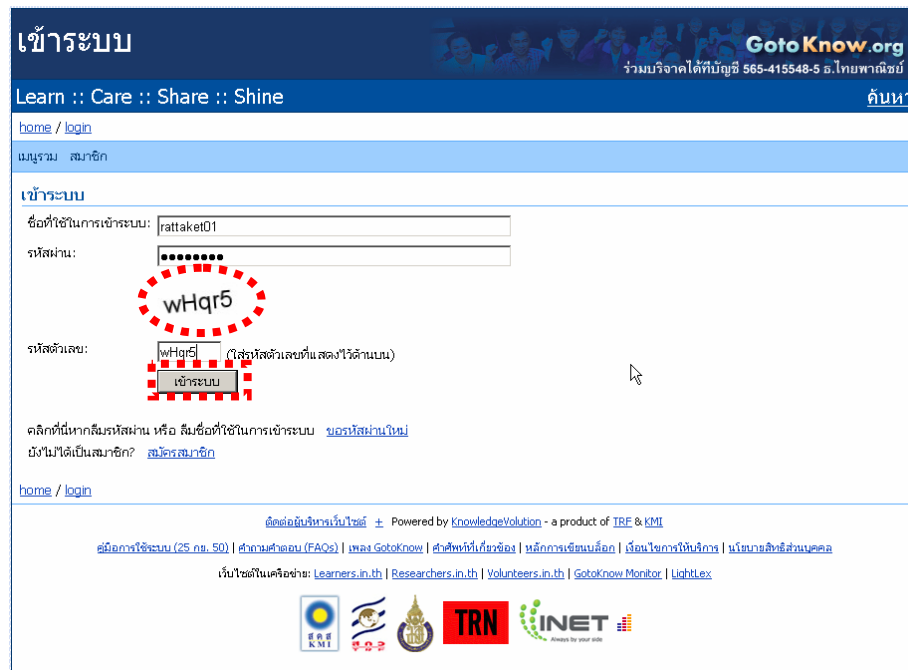 เข้าระบบ
GotoKnow.org
ร่วมบริจาคได้ที่บัญชี 565-415548-5 ธ.ไทยพาณิชย์
Learn :: Care :: Share :: Shine
ค้นหา
home / login
เมนูรวม สมาชิก
เข้าระบบ
ชื่อที่ใช้ในการเข้าระบบ: rattaket01
รหัสผ่าน: ••••••••
wHqr5
รหัสตัวเลข: wHqr5 (ใส่รหัสตัวเลขที่แสดงไว้ด้านบน)
เข้าระบบ
คลิกที่นี่หากลืมรหัสผ่าน หรือ ลืมชื่อที่ใช้ในการเข้าระบบ ขอรหัสผ่านใหม่
ยังไม่ได้เป็นสมาชิก? สมัครสมาชิก
home / login
ติดต่อผู้บริหารเว็บไซต์ + Powered by KnowledgeVolution - a product of TRF & KMI
คู่มือการใช้ระบบ (25 กย. 50) | คำถามคำตอบ (FAQs) | เพลง GotoKnow | คำศัพท์ที่เกี่ยวข้อง | หลักการเขียนบล็อก | เงื่อนไขการให้บริการ | นโยบายสิทธิส่วนบุคคล
เว็บไซต์ในเครือข่าย: Learners.in.th | Researchers.in.th | Volunteers.in.th | GotoKnow Monitor | LightLex
สคส
KMI
สกว
TRN
INET
Always by your side